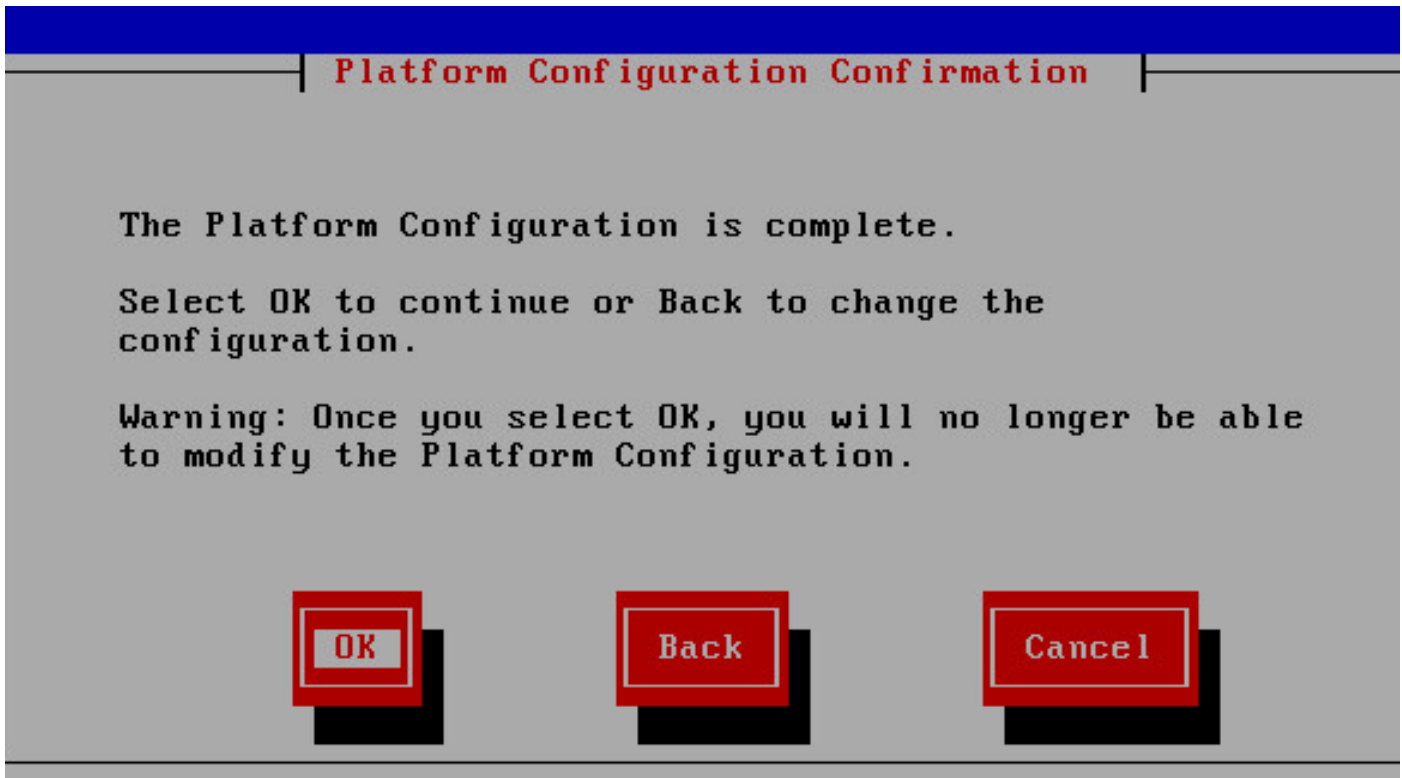 Platform Configuration Confirmation
The Platform Configuration is complete.
Select OK to continue or Back to change the
configuration.
Warning: Once you select OK, you will no longer be able
to modify the Platform Configuration.
OK Back Cancel